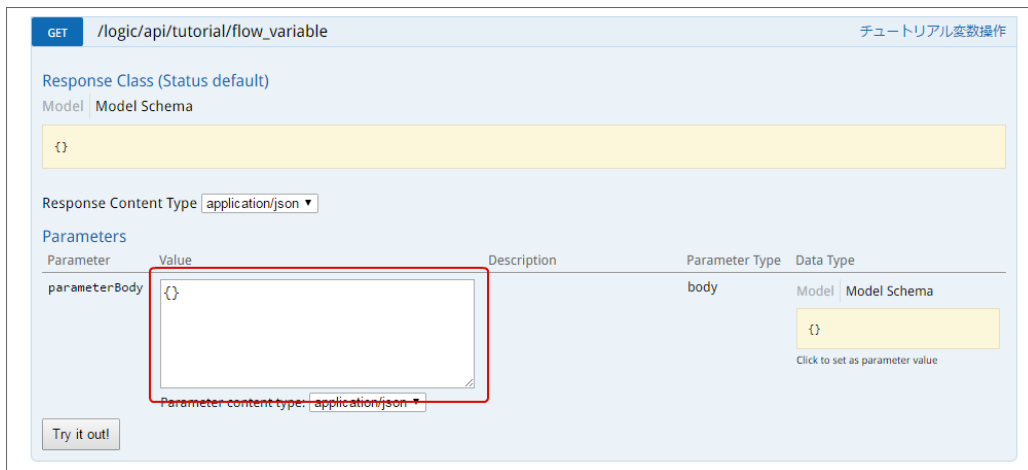 GET /logic/api/tutorial/flow_variable チュートリアル変数操作
Response Class (Status default)
Model Model Schema
{}
Response Content Type application/json ▼
Parameters
Parameter Value Description Parameter Type Data Type
parameterBody {} body Model Model Schema
{}
Click to set as parameter value
Parameter content type: application/json ▼
Try it out!